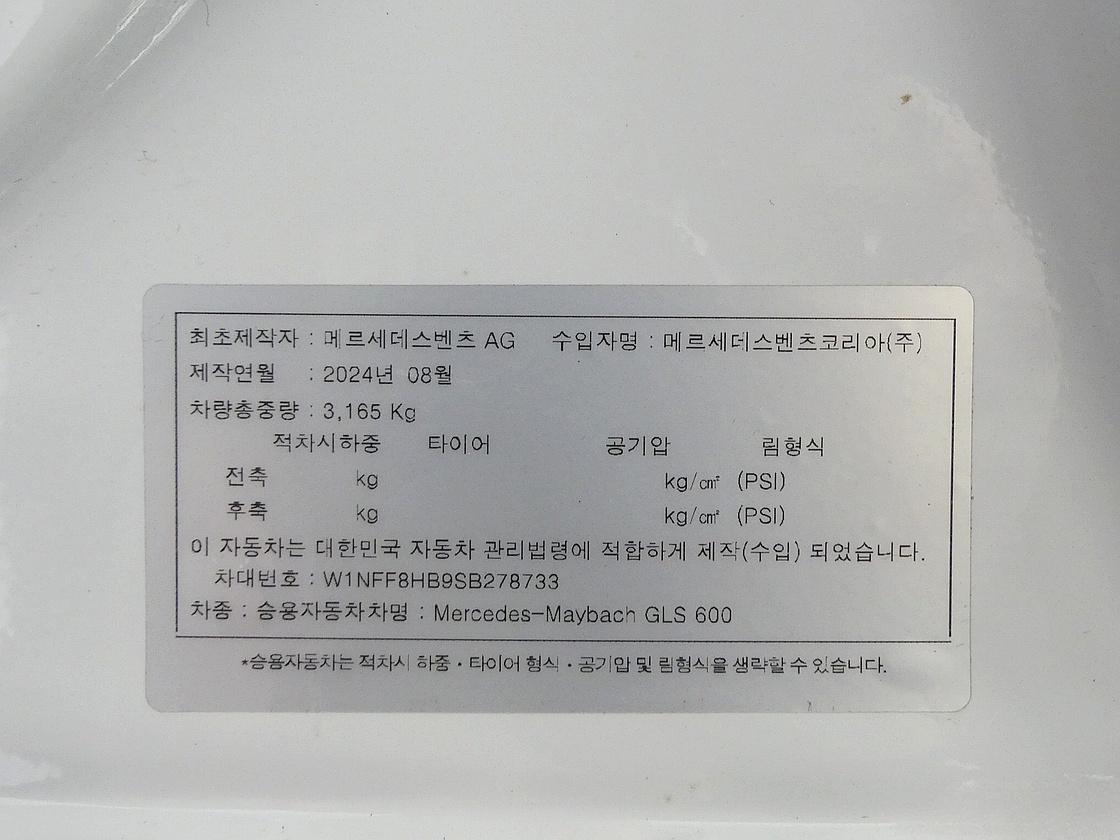 최초제작자 : 메르세데스벤츠 AG 수입자명 : 메르세데스벤츠코리아(주)
제작연월 : 2024년 08월
차량총중량 : 3,165 Kg
적차시하중 타이어 공기압 림형식
전축 kg kg/㎠ (PSI)
후축 kg kg/㎠ (PSI)
이 자동차는 대한민국 자동차 관리법령에 적합하게 제작(수입) 되었습니다.
차대번호 : W1NFF8HB9SB278733
차종 : 승용자동차차명 : Mercedes-Maybach GLS 600
*승용자동차는 적차시 하중·타이어 형식·공기압 및 림형식을 생략할 수 있습니다.